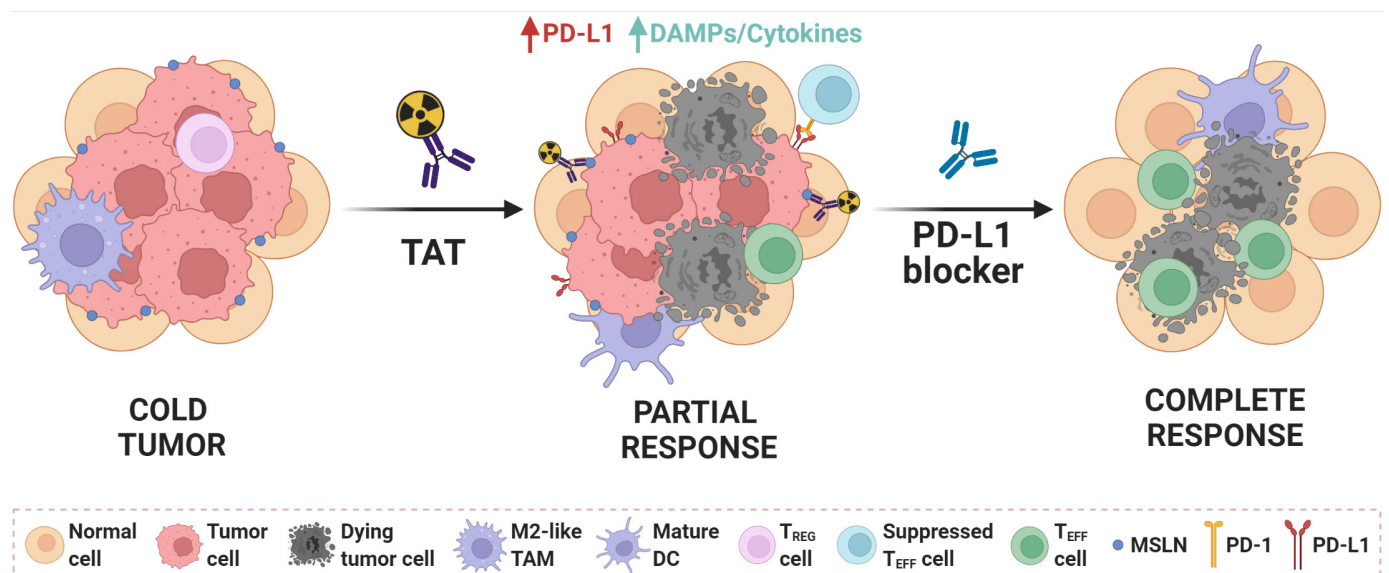 PD-L1 DAMPs/Cytokines
TAT
PD-L1
blocker
COLD
TUMOR
PARTIAL
RESPONSE
COMPLETE
RESPONSE
Normal
cell
Tumor
cell
Dying
tumor cell
M2-like
TAM
Mature
DC
TREG
cell
Suppressed
TEFF cell
TEFF
cell
MSLN
PD-1
PD-L1